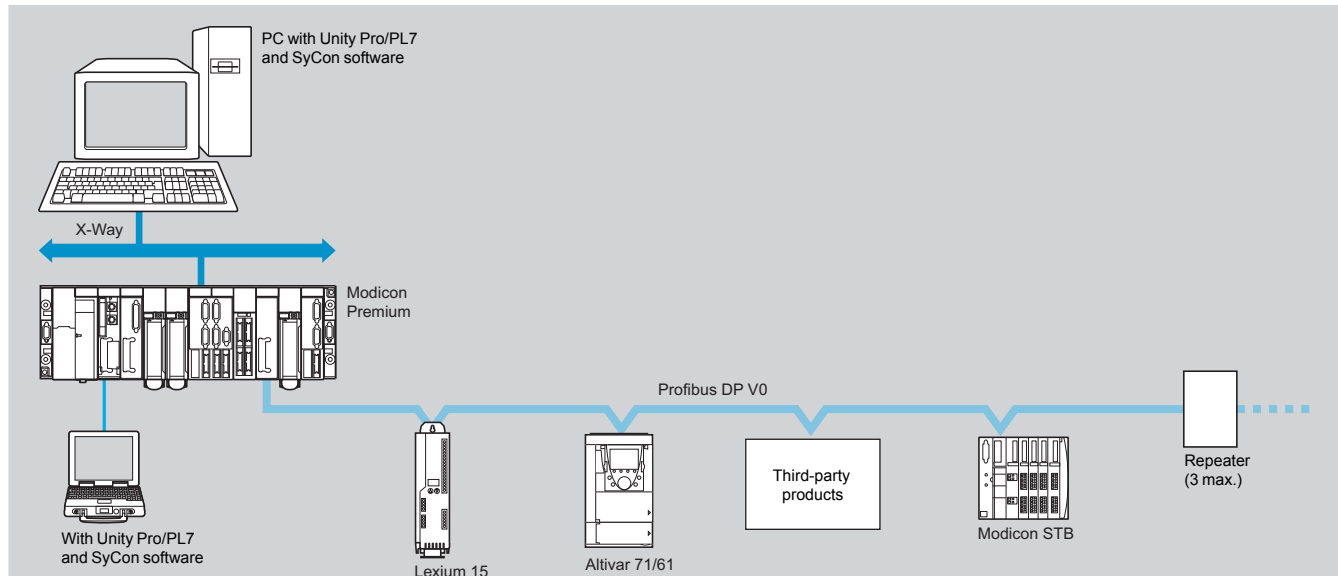 PC with Unity Pro/PL7
and SyCon software
X-Way
Modicon
Premium
Profibus DP V0
Third-party
products
Repeater
(3 max.)
Modicon STB
With Unity Pro/PL7
and SyCon software
Lexium 15
Altivar 71/61